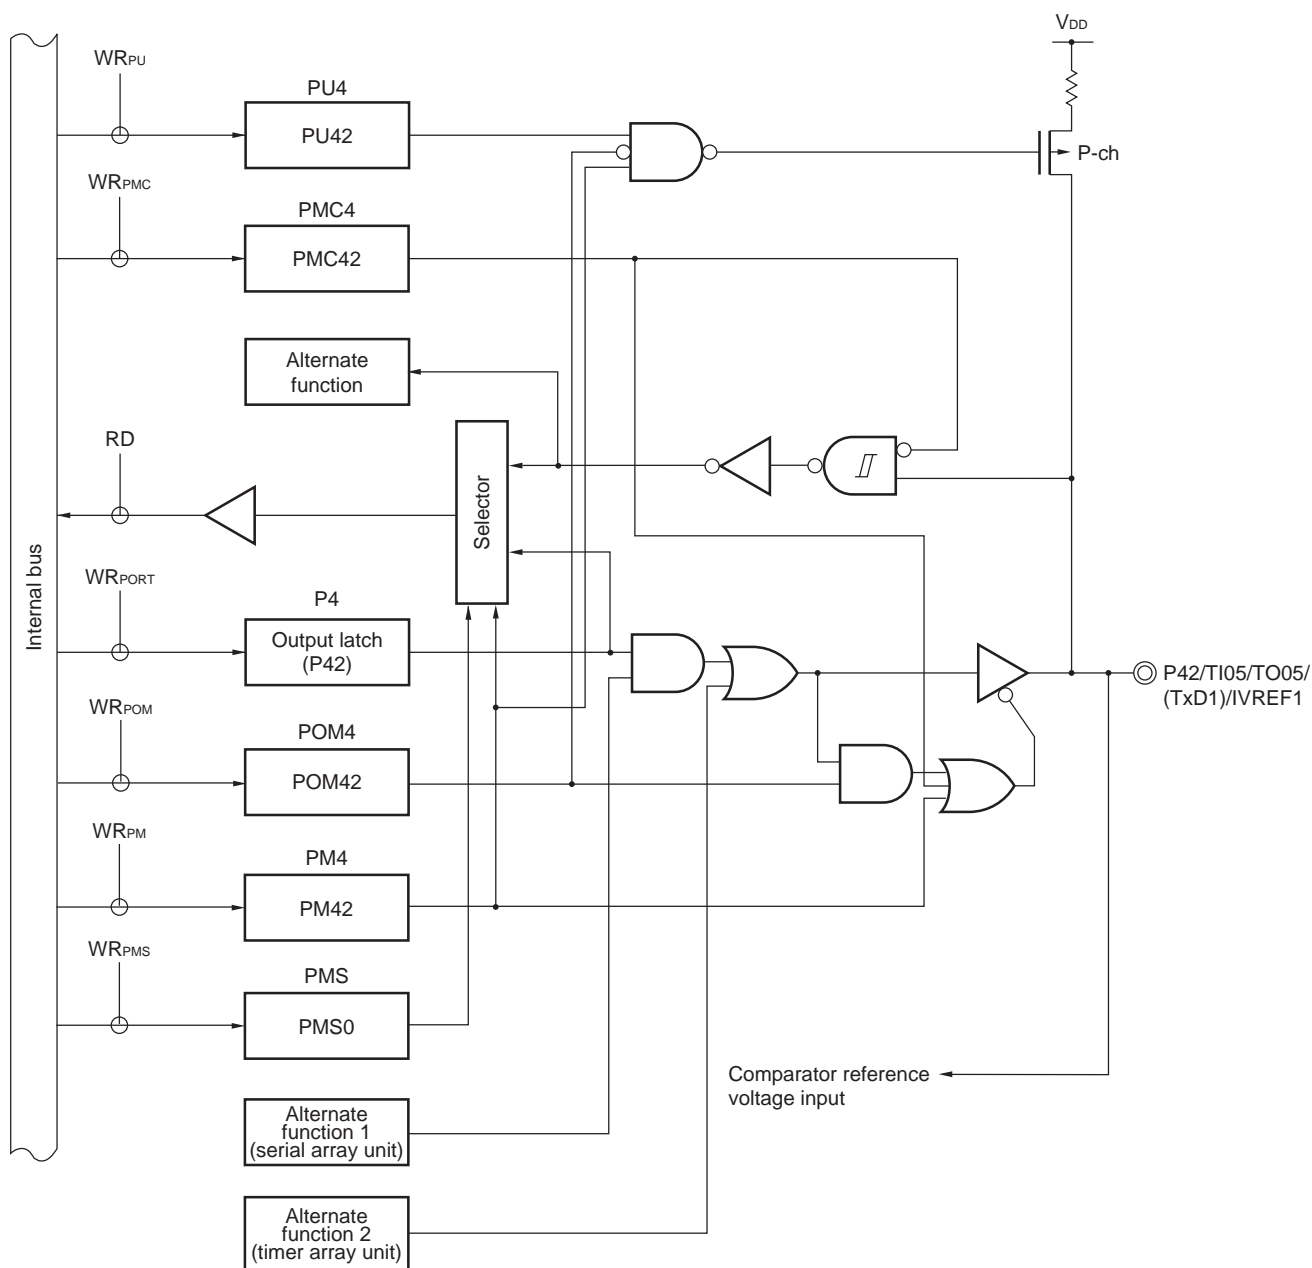 VDD
WRPU
PU4
PU42
P-ch
WRPMC
PMC4
PMC42
Alternate
function
RD
Selector
Internal bus
WRPORT
P4
Output latch
(P42)
P42/TI05/TO05/
(TxD1)/IVREF1
WRPOM
POM4
POM42
WRPM
PM4
PM42
WRPMS
PMS
PMS0
Comparator reference
voltage input
Alternate
function 1
(serial array unit)
Alternate
function 2
(timer array unit)